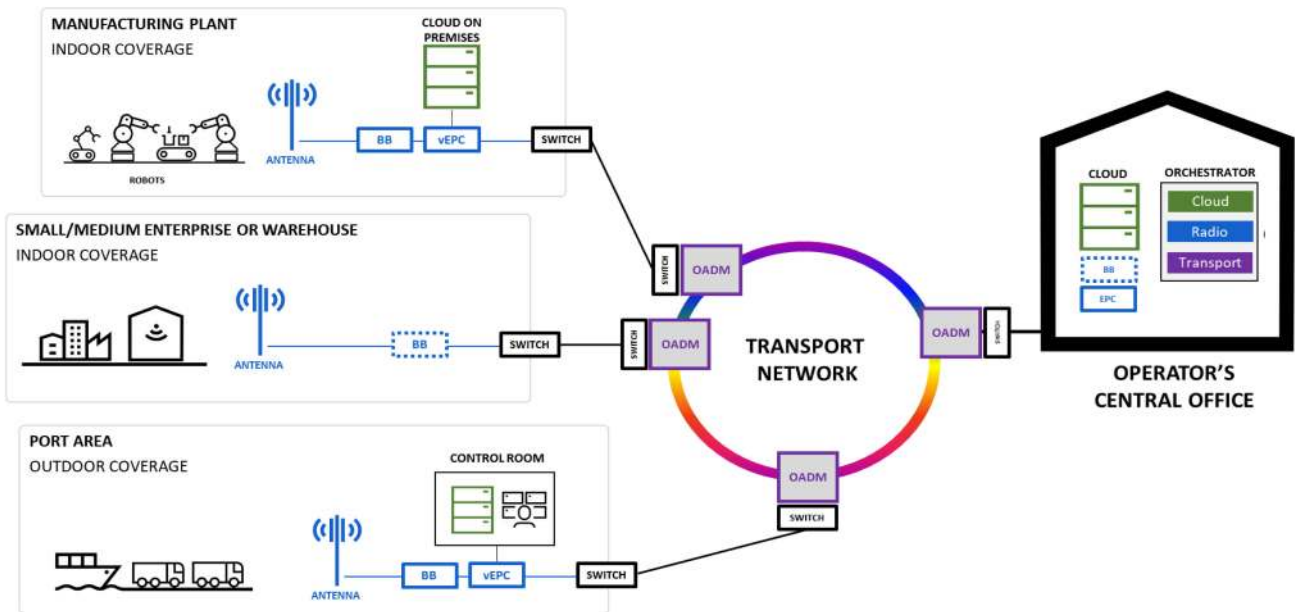 MANUFACTURING PLANT
INDOOR COVERAGE
CLOUD ON
PREMISES
BB
vEPC
SWITCH
ANTENNA
ROBOTS
SMALL/MEDIUM ENTERPRISE OR WAREHOUSE
INDOOR COVERAGE
BB
SWITCH
ANTENNA
PORT AREA
OUTDOOR COVERAGE
CONTROL ROOM
BB
vEPC
SWITCH
ANTENNA
SWITCH
OADM
SWITCH
OADM
TRANSPORT
NETWORK
OADM
SWITCH
OADM
SWITCH
CLOUD
BB
EPC
ORCHESTRATOR
Cloud
Radio
Transport
OPERATOR'S
CENTRAL OFFICE